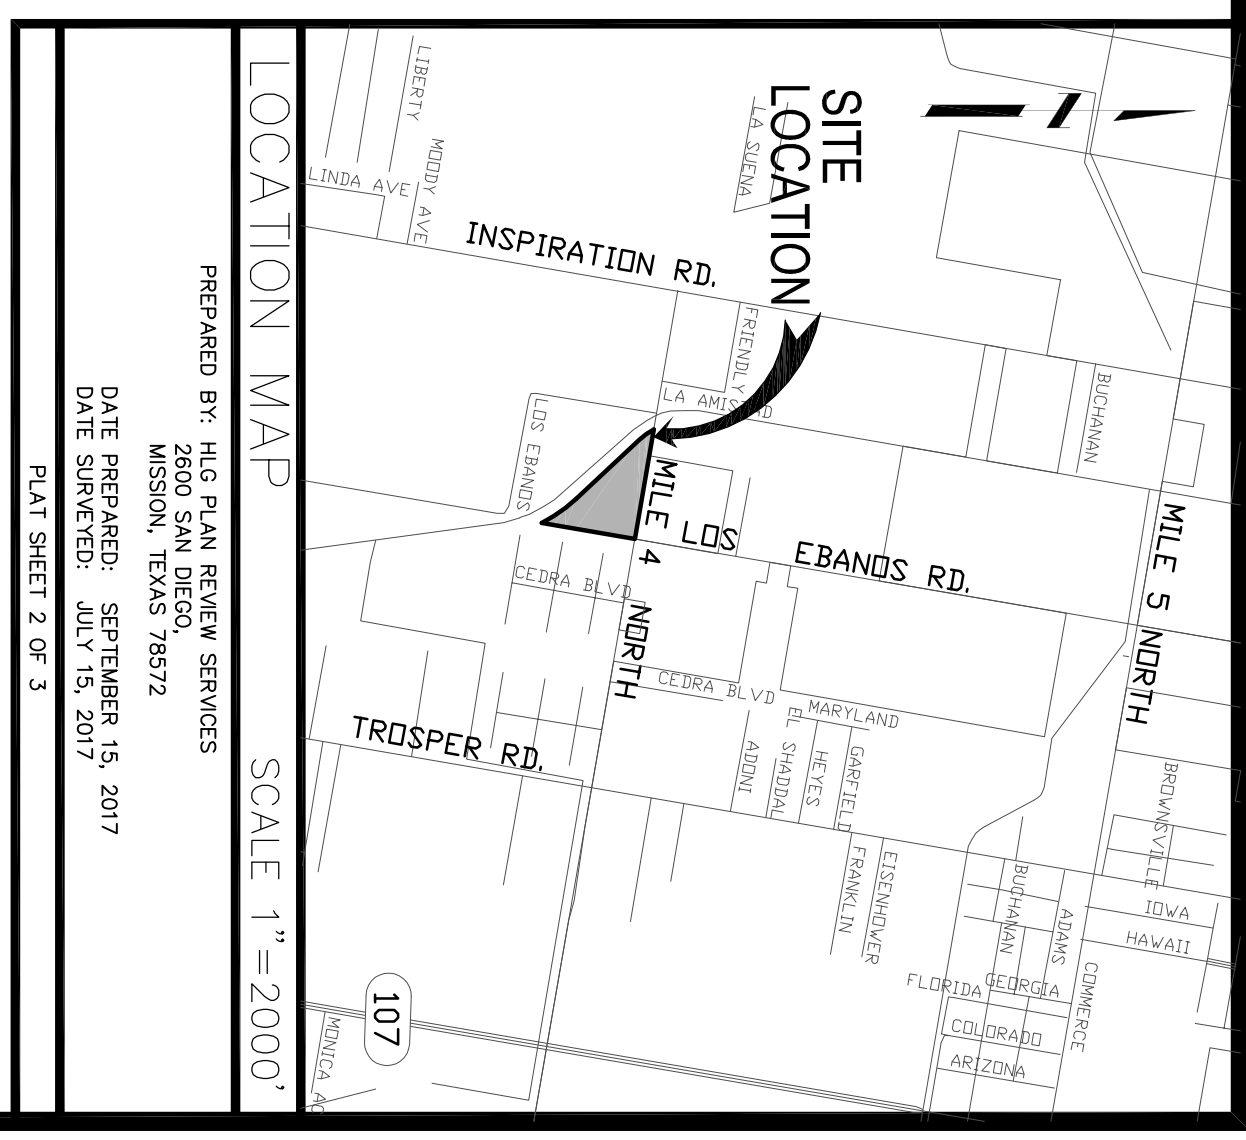 SITE
LOCATION
MILE 5 NORTH
BUCHANAN
LA SUENA
FRIENDLY
LA AMISTAD
INSPIRATION RD.
LIBERTY
MOODY AVE
LINDA AVE
LOS EBANOS
MILE 4 NORTH
LOS EBANOS RD.
CEDRA BLVD
CEDRA BLVD
MARYLAND
EL SHADDAI
ADONI
HEYES
GARFIELD
TROSPER RD.
EISENHOWER
FRANKLIN
BROWNSVILLE
IOWA
HAWAII
BUCHANAN
ADAMS
COMMERCE
FLORIDA
GEORGIA
COLORADO
ARIZONA
107
MONICA
LOCATION MAP SCALE 1"=2000'
PREPARED BY: HLG PLAN REVIEW SERVICES
2600 SAN DIEGO,
MISSION, TEXAS 78572
DATE PREPARED: SEPTEMBER 15, 2017
DATE SURVEYED: JULY 15, 2017
PLAT SHEET 2 OF 3